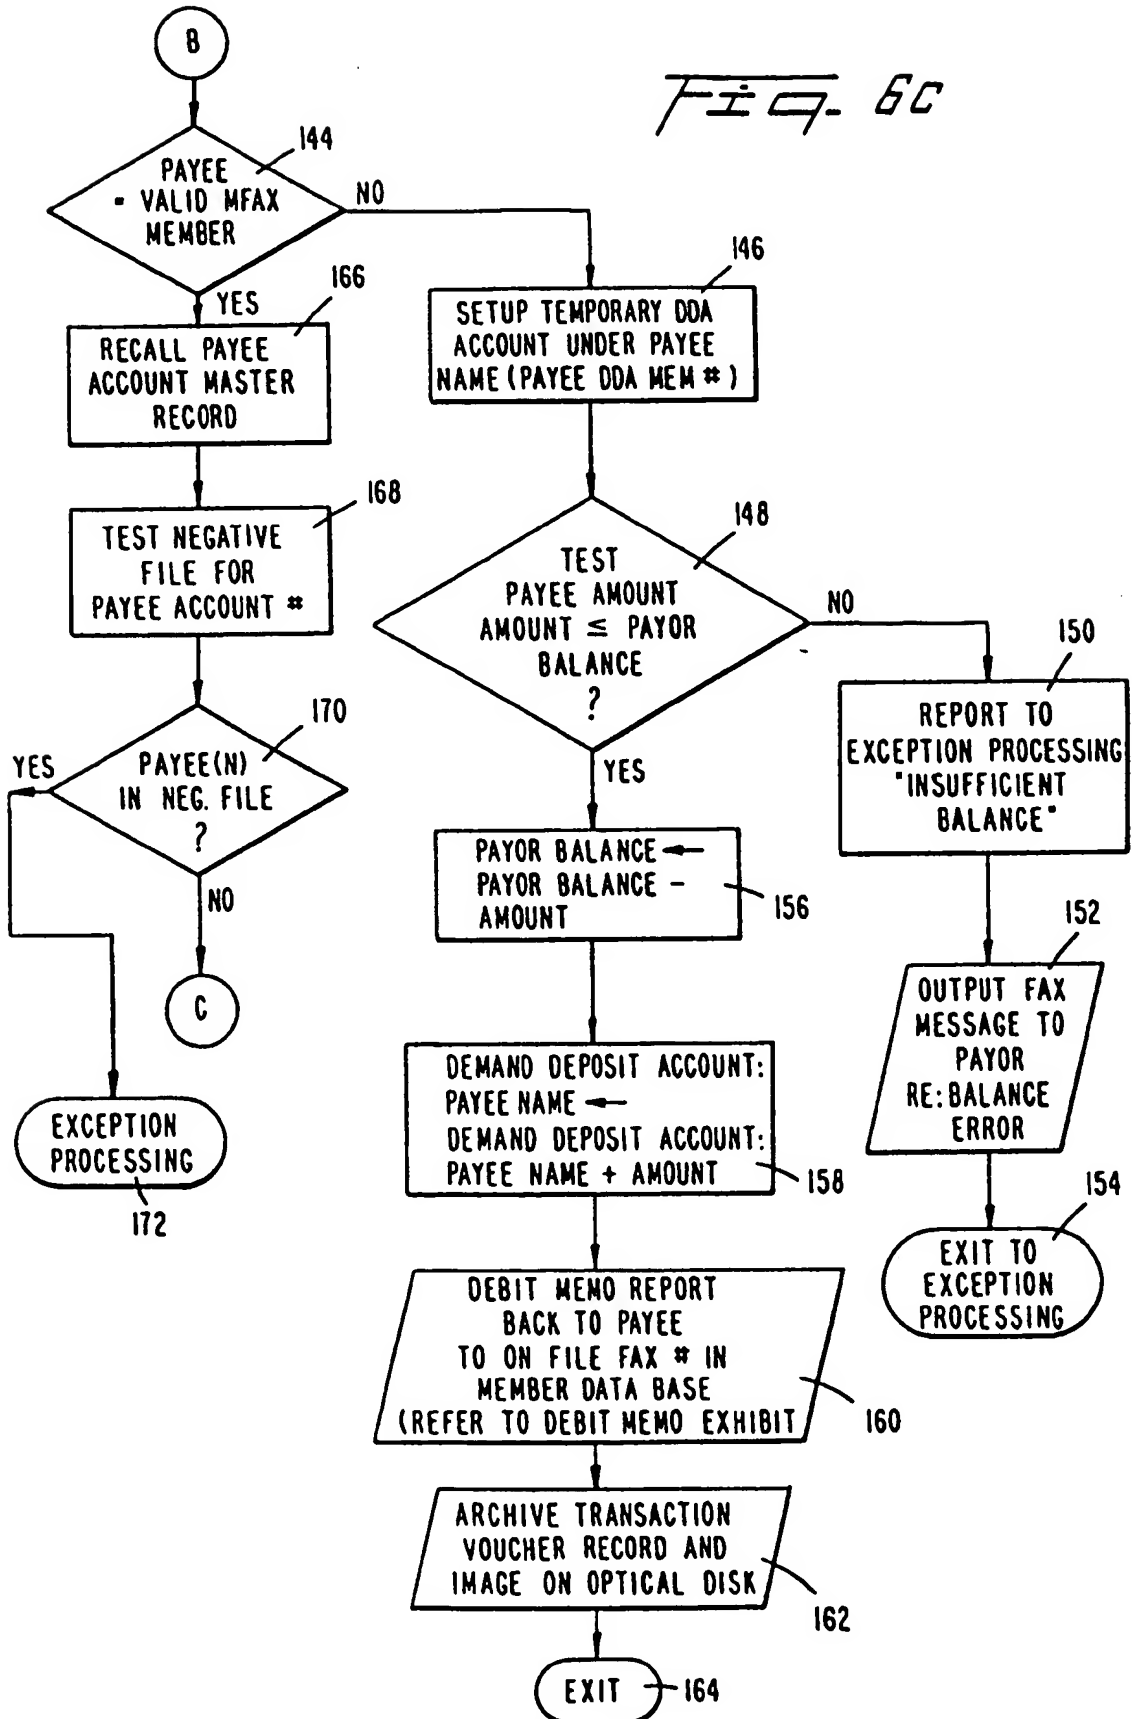 B
Fig. 6C
144
PAYEE
= VALID MFAX
MEMBER
NO
YES
166
RECALL PAYEE
ACCOUNT MASTER
RECORD
168
TEST NEGATIVE
FILE FOR
PAYEE ACCOUNT #
170
PAYEE(N)
IN NEG. FILE
?
YES
NO
C
EXCEPTION
PROCESSING
172
146
SETUP TEMPORARY DDA
ACCOUNT UNDER PAYEE
NAME (PAYEE DDA MEM #)
148
TEST
PAYEE AMOUNT
AMOUNT ≤ PAYOR
BALANCE
?
NO
YES
150
REPORT TO
EXCEPTION PROCESSING
"INSUFFICIENT
BALANCE"
152
OUTPUT FAX
MESSAGE TO
PAYOR
RE: BALANCE
ERROR
154
EXIT TO
EXCEPTION
PROCESSING
PAYOR BALANCE ←
PAYOR BALANCE -
AMOUNT
156
DEMAND DEPOSIT ACCOUNT:
PAYEE NAME ←
DEMAND DEPOSIT ACCOUNT:
PAYEE NAME + AMOUNT
158
DEBIT MEMO REPORT
BACK TO PAYEE
TO ON FILE FAX # IN
MEMBER DATA BASE
(REFER TO DEBIT MEMO EXHIBIT
160
ARCHIVE TRANSACTION
VOUCHER RECORD AND
IMAGE ON OPTICAL DISK
162
EXIT
164